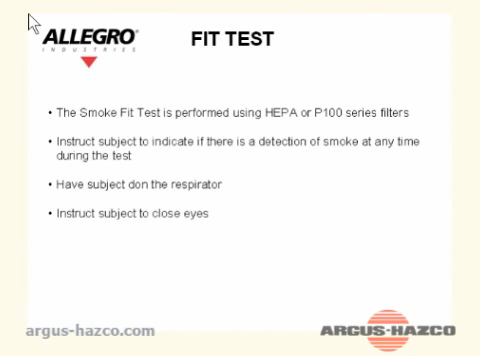 ALLEGRO
INDUSTRIES
FIT TEST
• The Smoke Fit Test is performed using HEPA or P100 series filters
• Instruct subject to indicate if there is a detection of smoke at any time
during the test
• Have subject don the respirator
• Instruct subject to close eyes
argus-hazco.com
ARGUS-HAZCO